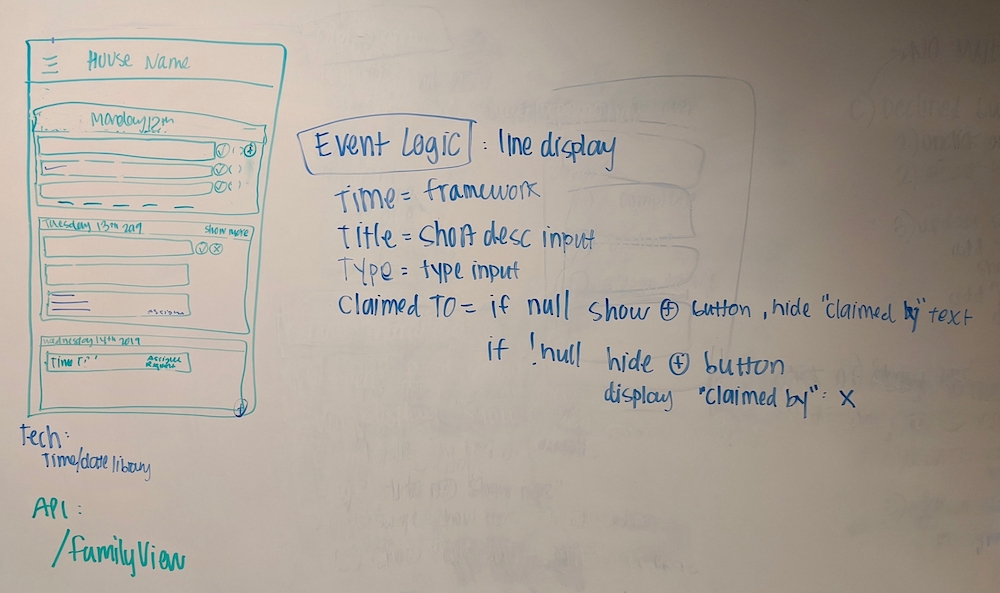 House Name
Monday 12th
Tuesday 13th 2019
show more
Wednesday 14th 2019
Time
Assignee
Request
Tech:
Time/date library
API:
/familyView
Event Logic : line display
Time = framework
Title = Short desc input
Type = type input
Claimed TO = if null show ⊕ button, hide "claimed by" text
if !null hide ⊕ button
display "claimed by": X